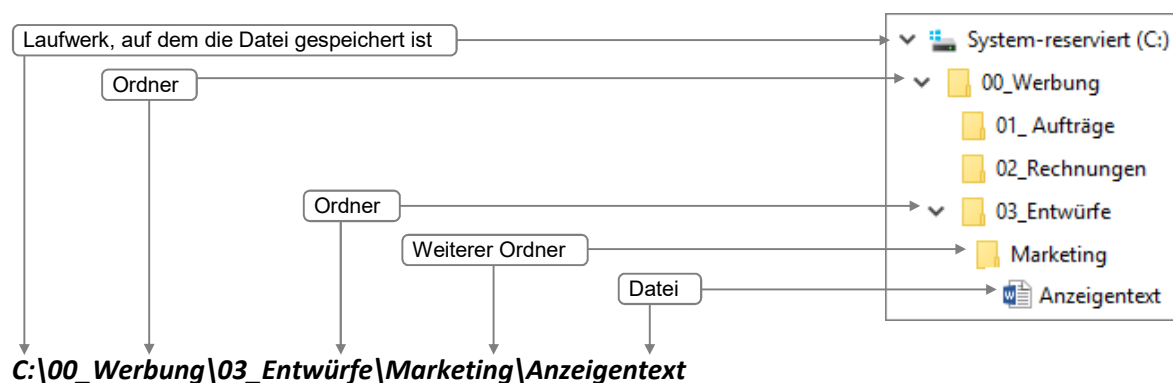 Laufwerk, auf dem die Datei gespeichert ist
System-reserviert (C:)
Ordner
00_Werbung
01_ Aufträge
02_Rechnungen
Ordner
03_Entwürfe
Weiterer Ordner
Marketing
Datei
Anzeigentext
C:\00_Werbung\03_Entwürfe\Marketing\Anzeigentext